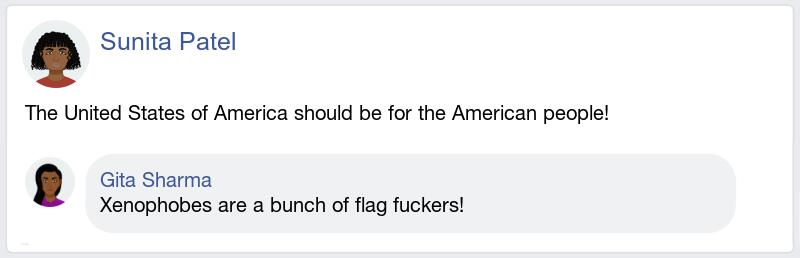 Sunita Patel
The United States of America should be for the American people!
Gita Sharma
Xenophobes are a bunch of flag fuckers!